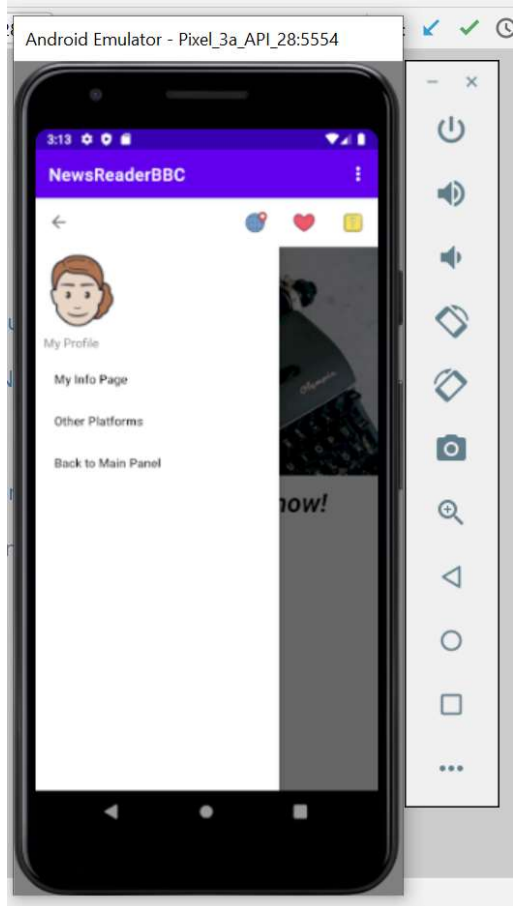 Android Emulator - Pixel_3a_API_28:5554
3:13
NewsReaderBBC
My Profile
Olympia
My Info Page
Other Platforms
Back to Main Panel
now!